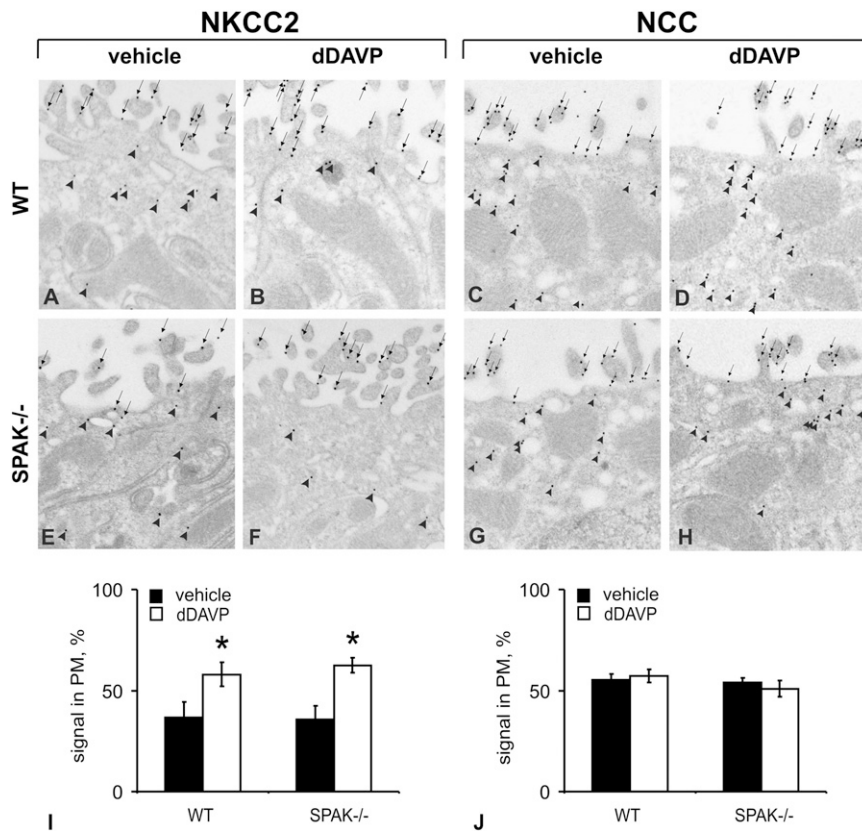 NKCC2 NCC
vehicle dDAVP vehicle dDAVP
WT
A B C D
SPAK-/-
E F G H
100 vehicle dDAVP
50
0
signal in PM, %
* *
WT SPAK-/-
I
100 vehicle dDAVP
50
0
signal in PM, %
WT SPAK-/-
J